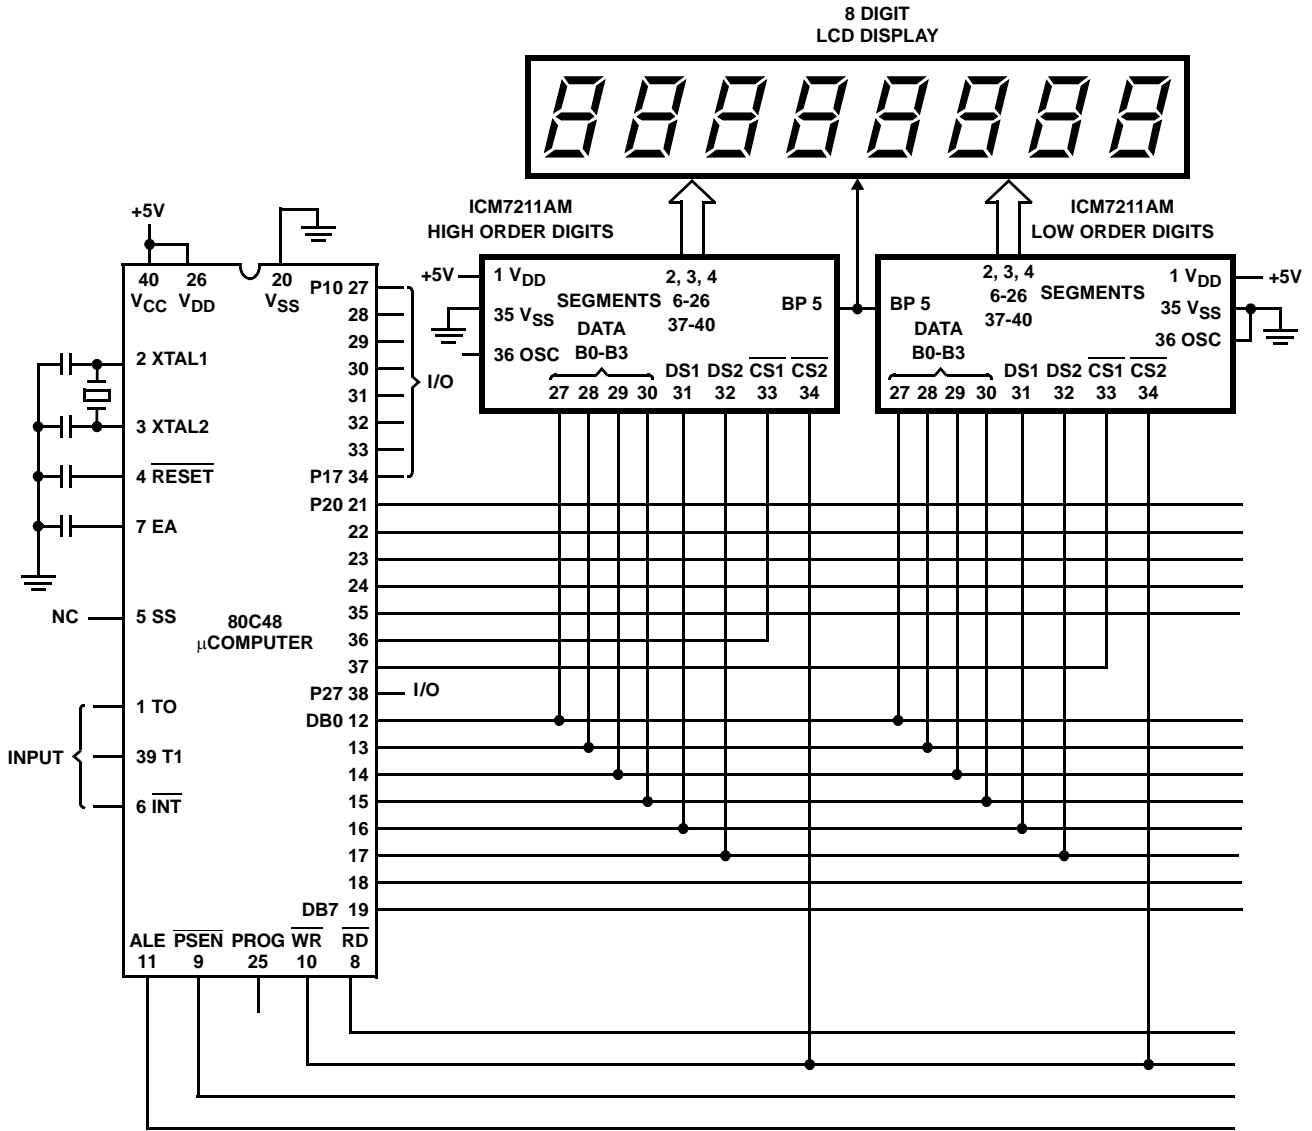 8 DIGIT
LCD DISPLAY
ICM7211AM
HIGH ORDER DIGITS
ICM7211AM
LOW ORDER DIGITS
+5V
40
VCC
26
VDD
20
VSS
2 XTAL1
3 XTAL2
4 RESET
7 EA
NC
5 SS
80C48
μCOMPUTER
INPUT
1 TO
39 T1
6 INT
P10 27
28
29
30
31
32
33
P17 34
I/O
P20 21
22
23
24
35
36
37
P27 38
I/O
DB0 12
13
14
15
16
17
18
DB7 19
ALE
11
PSEN
9
PROG
25
WR
10
RD
8
+5V
1 VDD
35 VSS
36 OSC
SEGMENTS
2, 3, 4
6-26
37-40
BP 5
DATA
B0-B3
DS1
DS2
CS1
CS2
27
28
29
30
31
32
33
34
BP 5
2, 3, 4
6-26
37-40
SEGMENTS
1 VDD
+5V
35 VSS
36 OSC
DATA
B0-B3
DS1
DS2
CS1
CS2
27
28
29
30
31
32
33
34